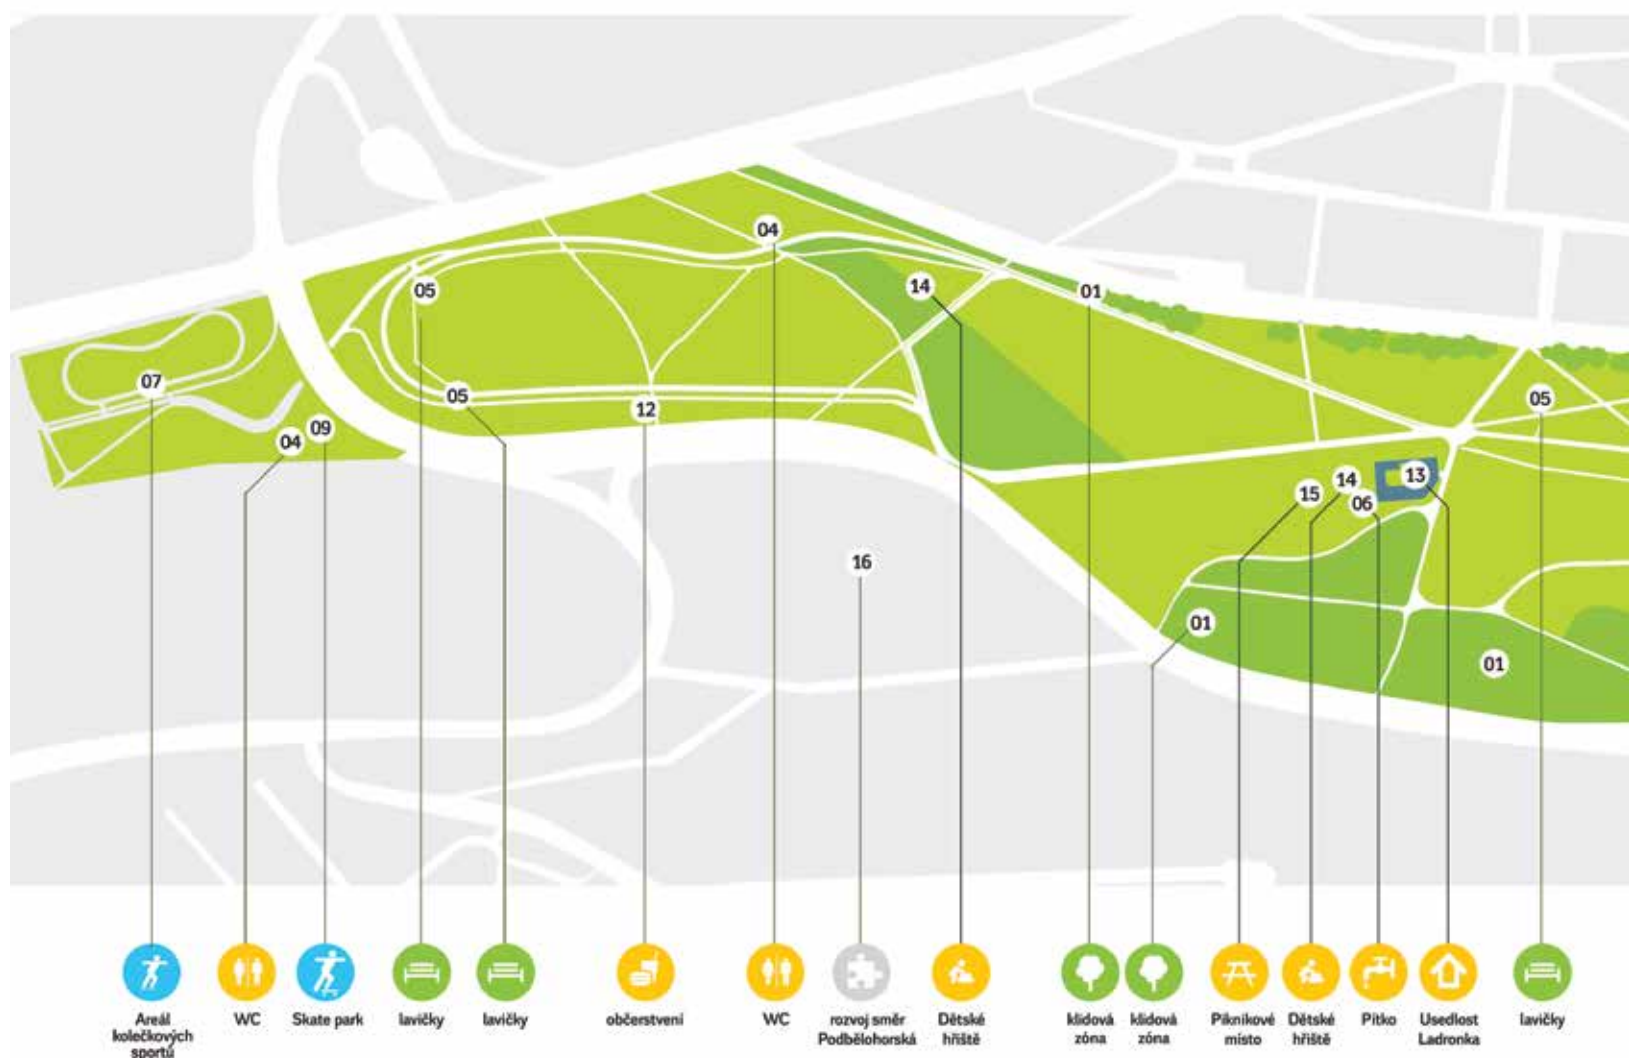 04
14
01
05
07
05
12
05
09
04
13
14
15
06
16
01
01
Areál
kolečkových
sportů
WC
Skate park
lavičky
lavičky
občerstvení
WC
rozvoj směr
Podbělohorská
Dětské
hřiště
klidová
zóna
klidová
zóna
Piknikové
místo
Dětské
hřiště
Pítko
Usedlost
Ladronka
lavičky